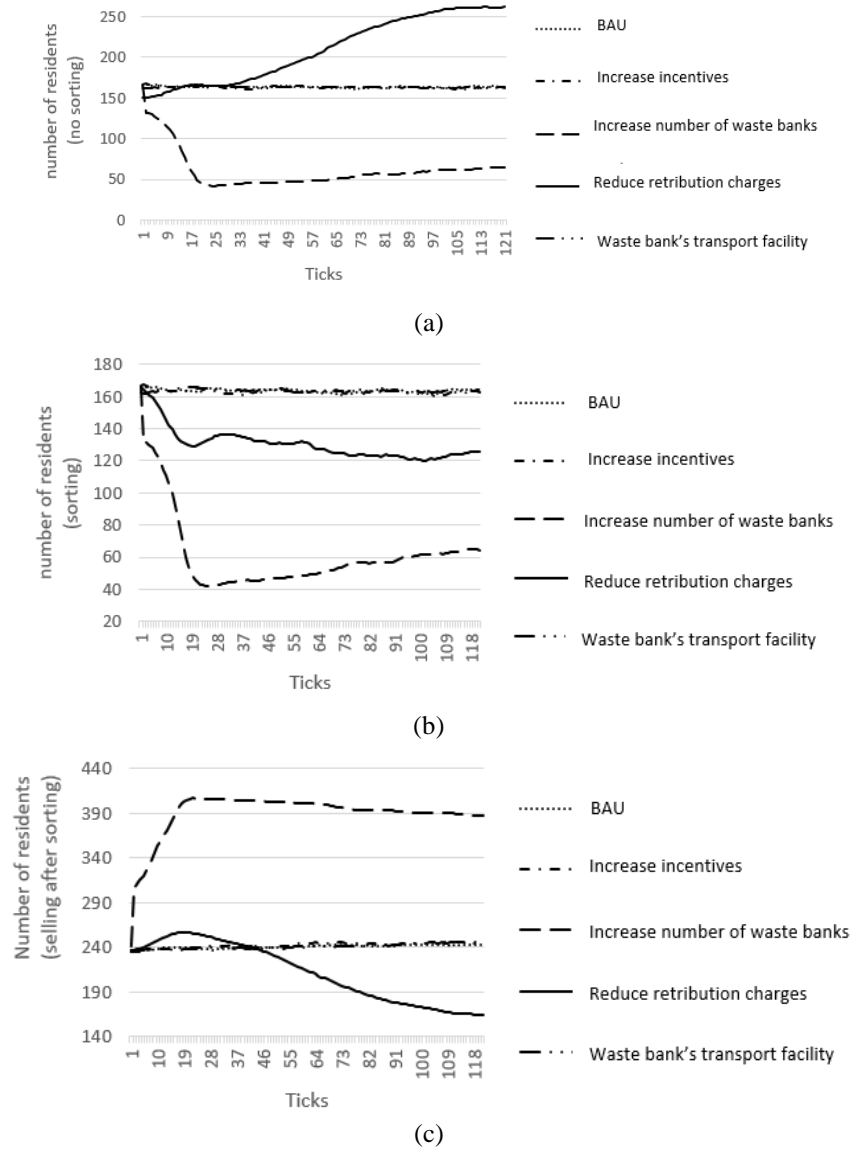 number of residents
(no sorting)
250
200
150
100
50
0
1 9 17 25 33 41 49 57 65 73 81 89 97 105 113 121
Ticks
BAU
Increase incentives
Increase number of waste banks
Reduce retribution charges
Waste bank's transport facility
(a)
number of residents
(sorting)
180
160
140
120
100
80
60
40
20
1 10 19 28 37 46 55 64 73 82 91 100 109 118
Ticks
BAU
Increase incentives
Increase number of waste banks
Reduce retribution charges
Waste bank's transport facility
(b)
Number of residents
(selling after sorting)
440
390
340
290
240
190
140
1 10 19 28 37 46 55 64 73 82 91 100 109 118
Ticks
BAU
Increase incentives
Increase number of waste banks
Reduce retribution charges
Waste bank's transport facility
(c)